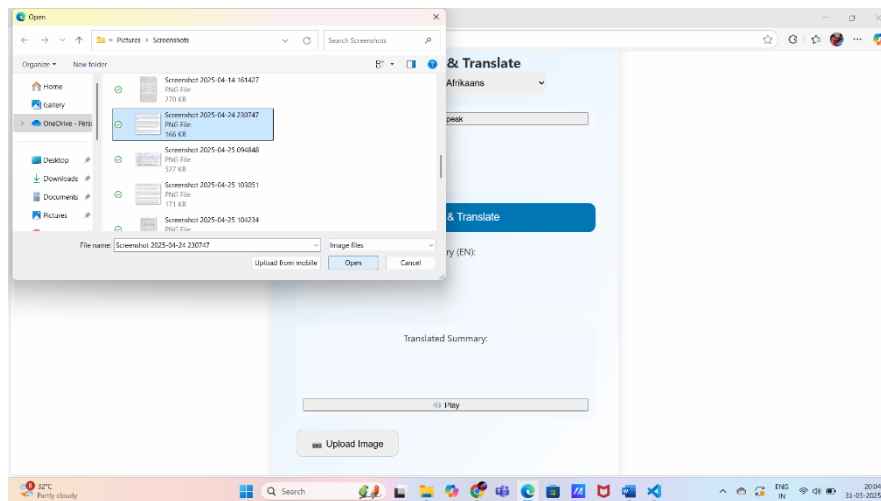 Open
Pictures > Screenshots
Search Screenshots
Organize
New folder
Home
Gallery
OneDrive - Pers
Desktop
Downloads
Documents
Pictures
Screenshot 2025-04-14 161427
PNG File
270 KB
Screenshot 2025-04-24 230747
PNG File
166 KB
Screenshot 2025-04-25 094848
PNG File
527 KB
Screenshot 2025-04-25 103051
PNG File
171 KB
Screenshot 2025-04-25 104234
PNG File
File name: Screenshot 2025-04-24 230747
Image files
Upload from mobile
Open
Cancel
& Translate
Afrikaans
peak
& Translate
ry (EN):
Translated Summary:
Play
Upload Image
8
32°C
Partly cloudy
Search
ENG
IN
20:04
31-05-2025